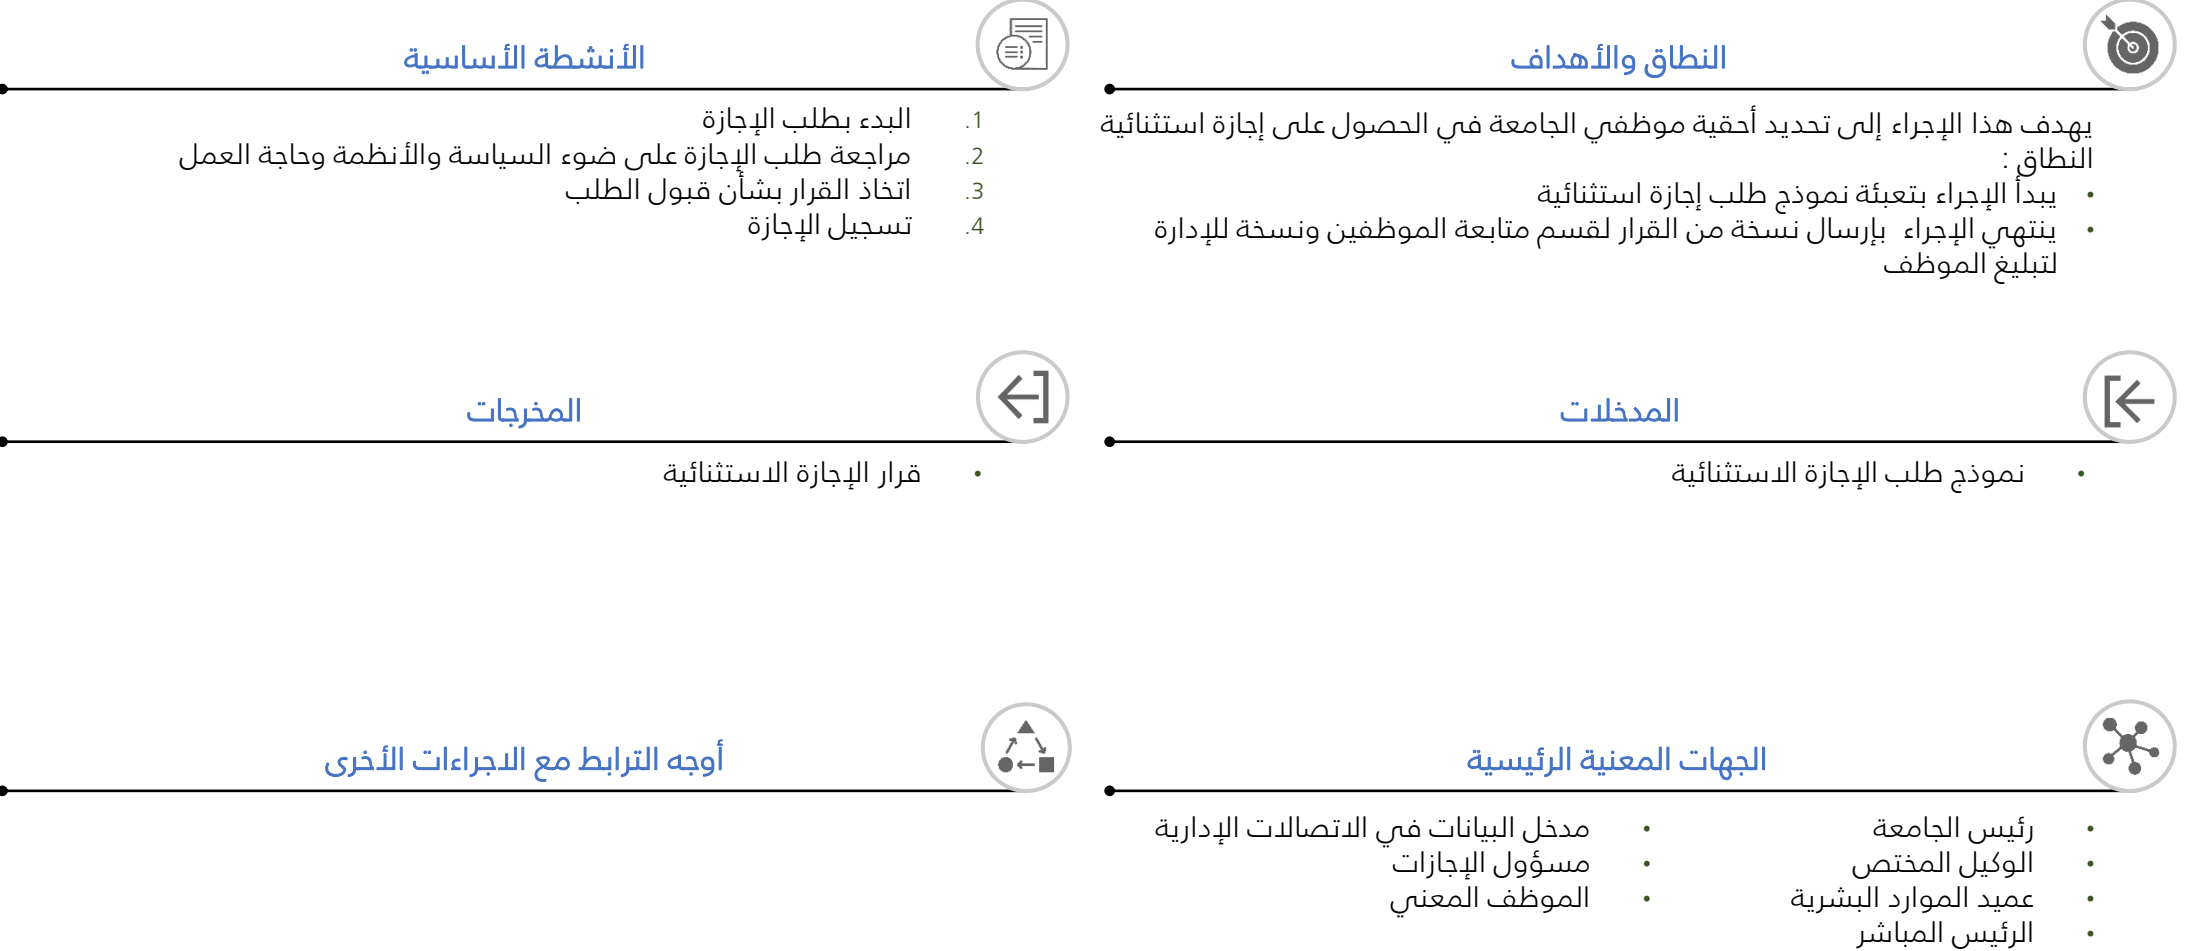 النطاق والأهداف
يهدف هذا الإجراء إلى تحديد أحقية موظفي الجامعة في الحصول على إجازة استثنائية
النطاق :
• يبدأ الإجراء بتعبئة نموذج طلب إجازة استثنائية
• ينتهي الإجراء بإرسال نسخة من القرار لقسم متابعة الموظفين ونسخة للإدارة
لتبليغ الموظف
الأنشطة الأساسية
1. البدء بطلب الإجازة
2. مراجعة طلب الإجازة على ضوء السياسة والأنظمة وحاجة العمل
3. اتخاذ القرار بشأن قبول الطلب
4. تسجيل الإجازة
المدخلات
• نموذج طلب الإجازة الاستثنائية
المخرجات
• قرار الإجازة الاستثنائية
الجهات المعنية الرئيسية
• رئيس الجامعة
• الوكيل المختص
• عميد الموارد البشرية
• الرئيس المباشر
• مدخل البيانات في الاتصالات الإدارية
• مسؤول الإجازات
• الموظف المعني
أوجه الترابط مع الاجراءات الأخرى